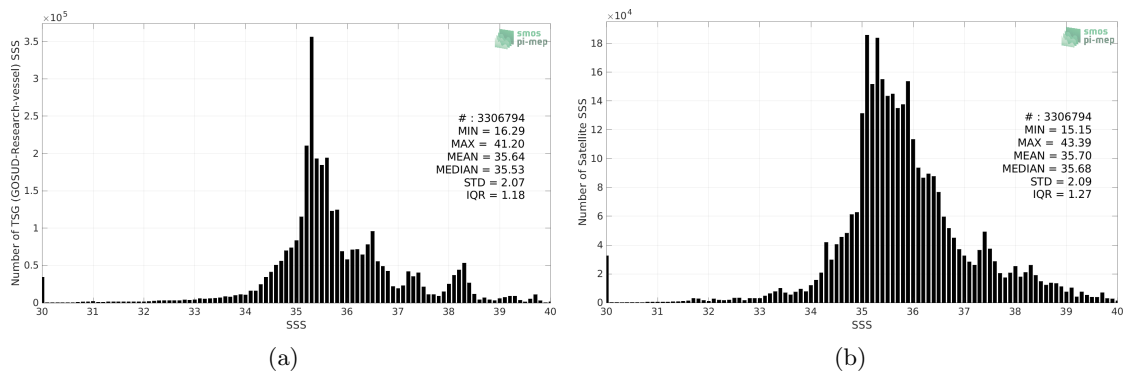 ×10⁵
smos
pi-mep
Number of TSG (GOSUD-Research-vessel) SSS
3.5
3
2.5
2
1.5
1
0.5
0
# : 3306794
MIN = 16.29
MAX = 41.20
MEAN = 35.64
MEDIAN = 35.53
STD = 2.07
IQR = 1.18
30 31 32 33 34 35 36 37 38 39 40
SSS
(a)
×10⁴
smos
pi-mep
Number of Satellite SSS
18
16
14
12
10
8
6
4
2
0
# : 3306794
MIN = 15.15
MAX = 43.39
MEAN = 35.70
MEDIAN = 35.68
STD = 2.09
IQR = 1.27
30 31 32 33 34 35 36 37 38 39 40
SSS
(b)